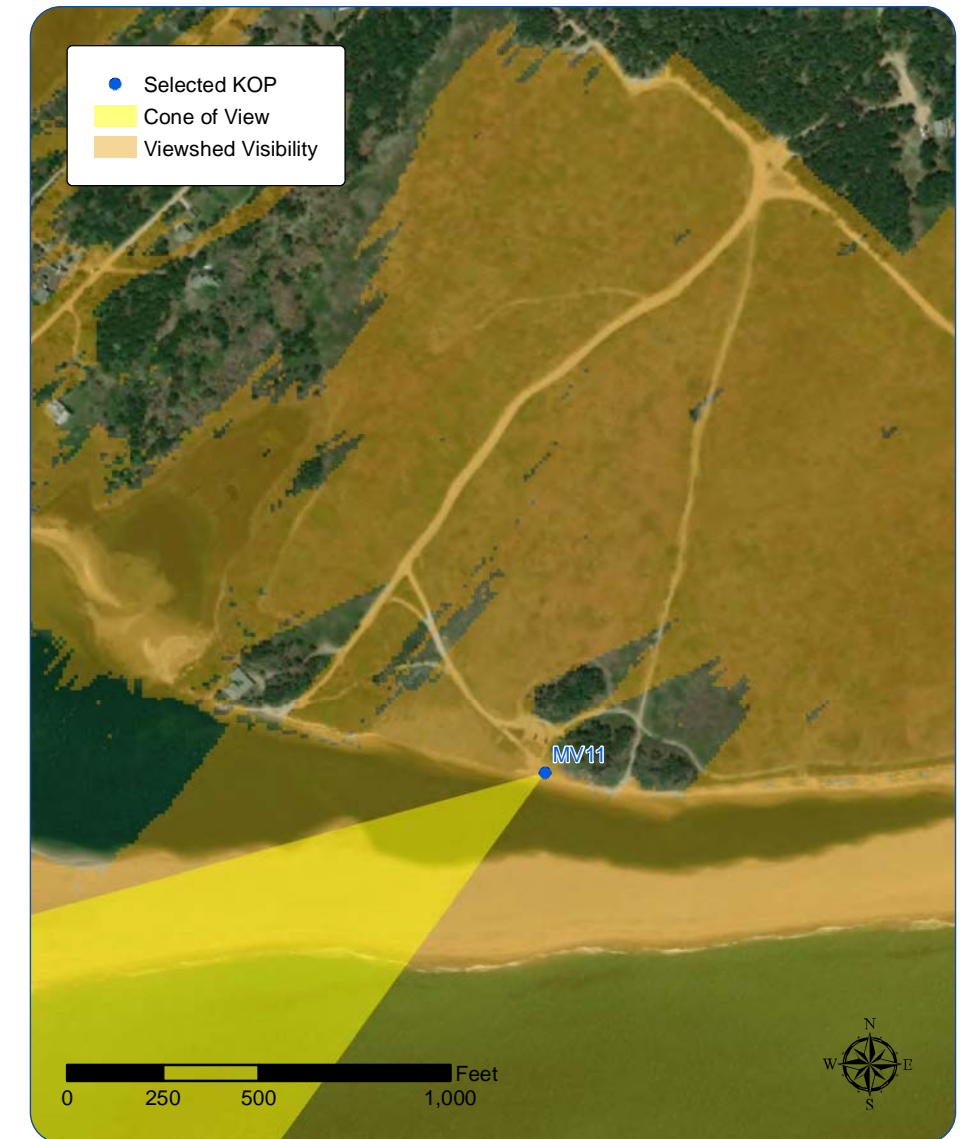 Selected KOP
Cone of View
Viewshed Visibility
MV11
N
W E
S
Feet
0 250 500 1,000